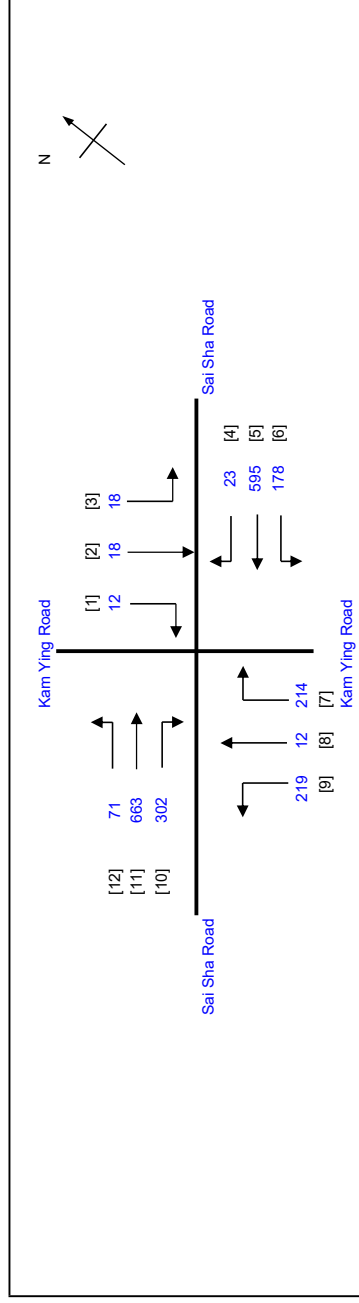 N
Kam Ying Road
[1] [2] [3]
12 18 18
[12] 71
[11] 663
[10] 302
Sai Sha Road
Sai Sha Road
23 [4]
595 [5]
178 [6]
219 12 214
[9] [8] [7]
Kam Ying Road